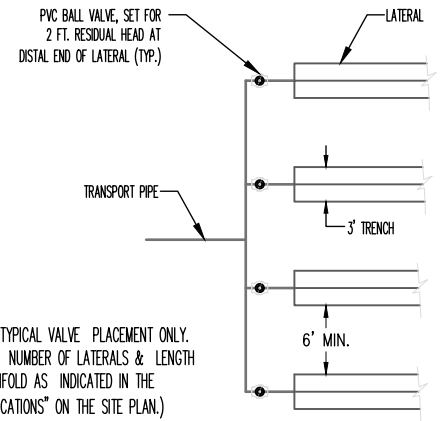 PVC BALL VALVE, SET FOR
2 FT. RESIDUAL HEAD AT
DISTAL END OF LATERAL (TYP.)
LATERAL
TRANSPORT PIPE
3' TRENCH
6' MIN.
TYPICAL VALVE PLACEMENT ONLY.
NUMBER OF LATERALS & LENGTH
IFOLD AS INDICATED IN THE
CATIONS" ON THE SITE PLAN.)